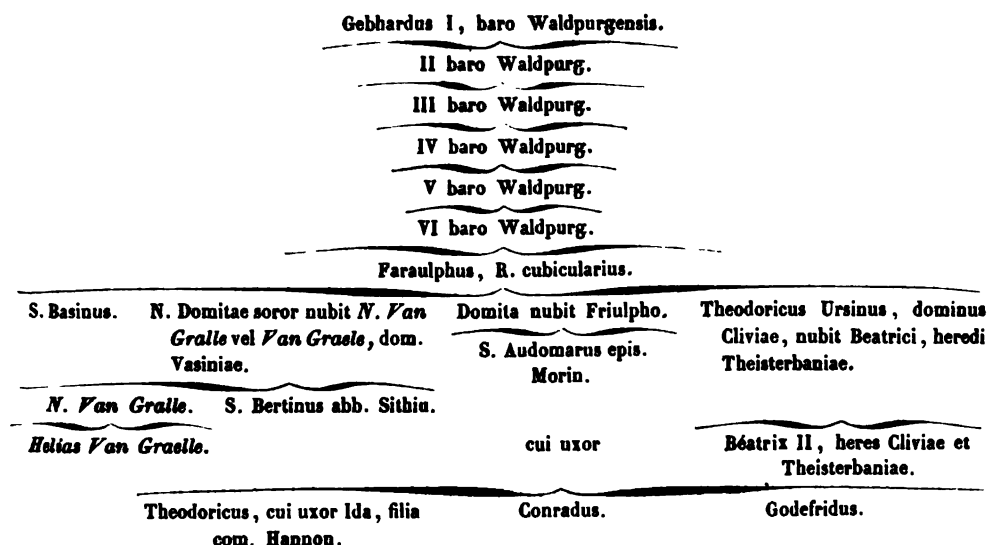 Gebhardus I, baro Waldpurgensis.
II baro Waldpurg.
III baro Waldpurg.
IV baro Waldpurg.
V baro Waldpurg.
VI baro Waldpurg.
Faraulphus, R. cubicularius.
S. Basinus.
N. Domitae soror nubit N. Van
Gralle vel Van Graele, dom.
Vasiniae.
Domita nubit Friulpho.
S. Audomarus epis.
Morin.
Theodoricus Ursinus, dominus
Cliviae, nubit Beatrici, heredi
Theisterbaniae.
N. Van Gralle.
S. Bertinus abb. Sithiu.
Helias Van Graelle.
cui uxor
Béatrix II, heres Cliviae et
Theisterbaniae.
Theodoricus, cui uxor Ida, filia
com. Hannon.
Conradus.
Godefridus.